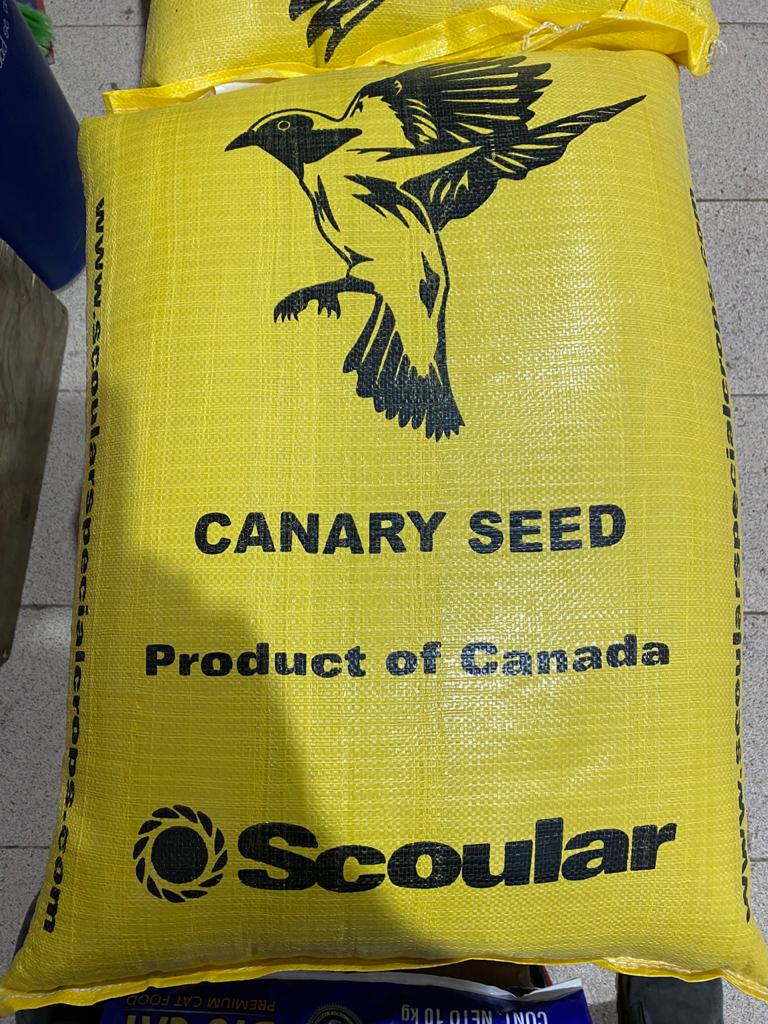 www.scoularspecialcrops.com
CANARY SEED
Product of Canada
Scoular
www.scoularspecialcrops.com
PREMIUM CAT FOOD
CONT. NETO 10 kg